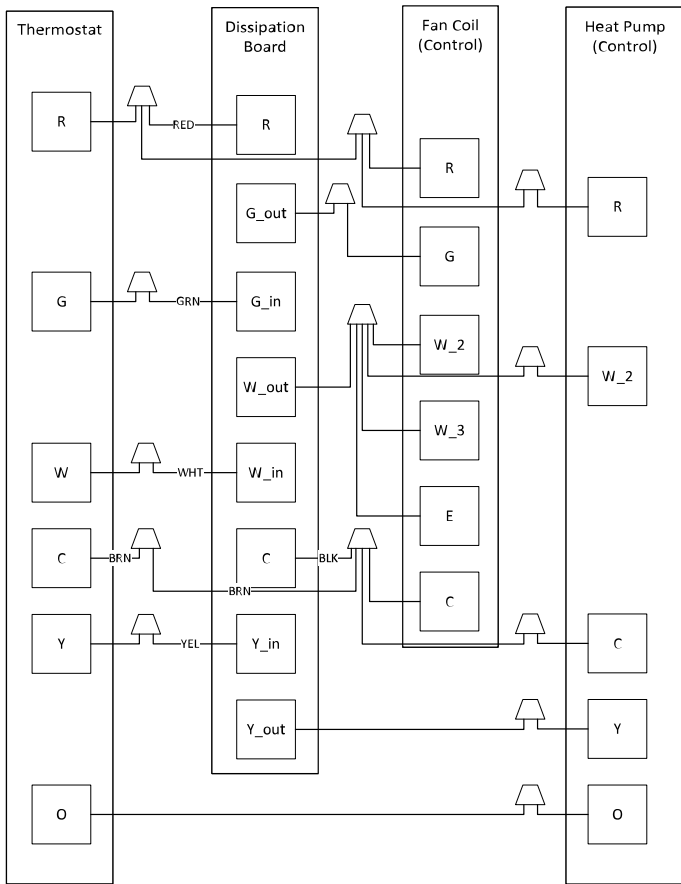 Thermostat
Dissipation
Board
Fan Coil
(Control)
Heat Pump
(Control)
R
RED
R
R
R
G_out
G
G
GRN
G_in
W_2
W_2
W_out
W_3
W
WHT
W_in
E
C
BRN
C
BLK
BRN
C
Y
YEL
Y_in
C
Y_out
Y
O
O